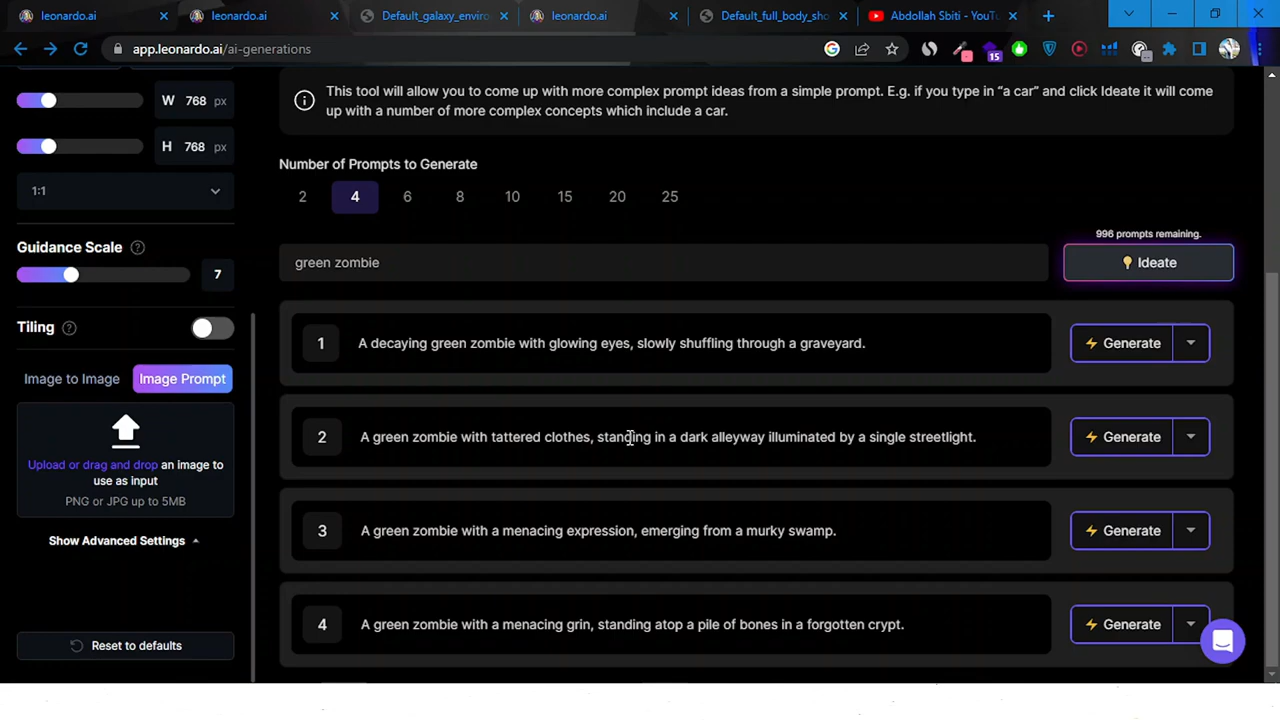 leonardo.ai
leonardo.ai
Default_galaxy_enviro
leonardo.ai
Default_full_body_sho
Abdollah Sbiti - YouTu
app.leonardo.ai/ai-generations
15
W 768 px
H 768 px
1:1
Guidance Scale
7
Tiling
Image to Image
Image Prompt
Upload or drag and drop an image to
use as input
PNG or JPG up to 5MB
Show Advanced Settings
Reset to defaults
This tool will allow you to come up with more complex prompt ideas from a simple prompt. E.g. if you type in “a car” and click Ideate it will come
up with a number of more complex concepts which include a car.
Number of Prompts to Generate
2 4 6 8 10 15 20 25
996 prompts remaining.
green zombie
Ideate
1 A decaying green zombie with glowing eyes, slowly shuffling through a graveyard. Generate
2 A green zombie with tattered clothes, standing in a dark alleyway illuminated by a single streetlight. Generate
3 A green zombie with a menacing expression, emerging from a murky swamp. Generate
4 A green zombie with a menacing grin, standing atop a pile of bones in a forgotten crypt. Generate